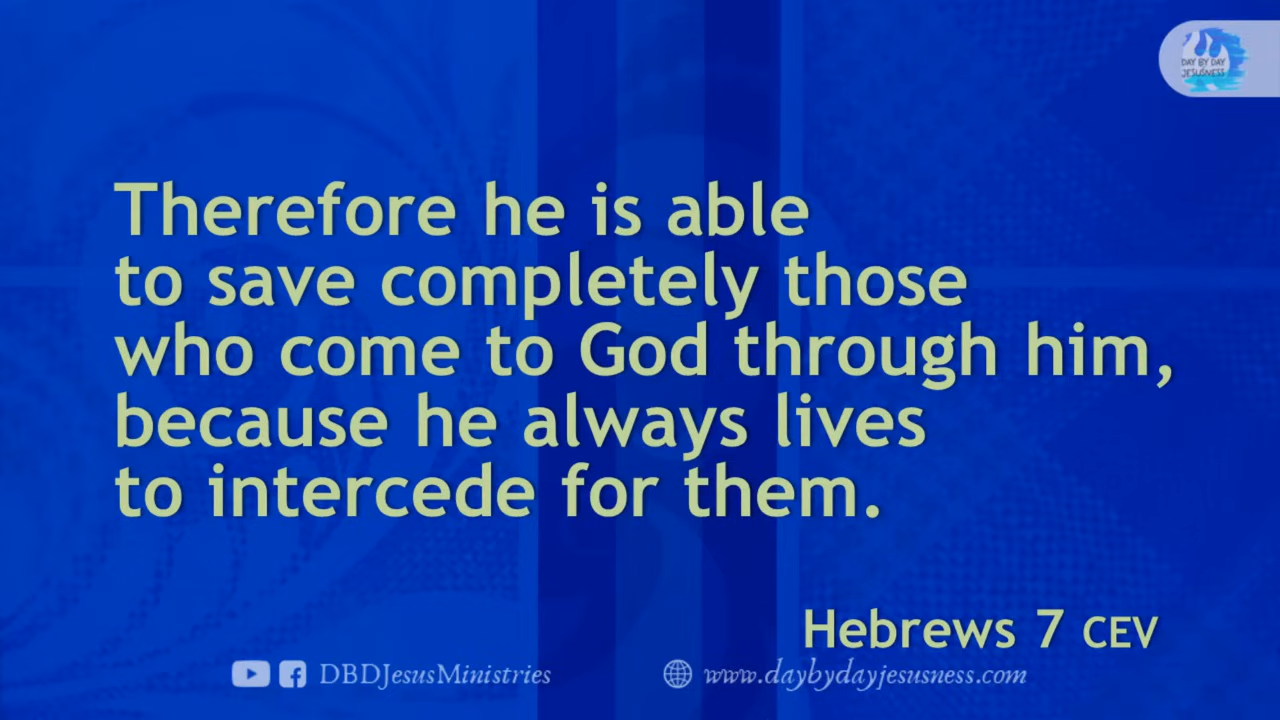 DAY BY DAY
JESUSNESS
Therefore he is able
to save completely those
who come to God through him,
because he always lives
to intercede for them.
Hebrews 7 CEV
DBDJesusMinistries
www.daybydayjesusness.com